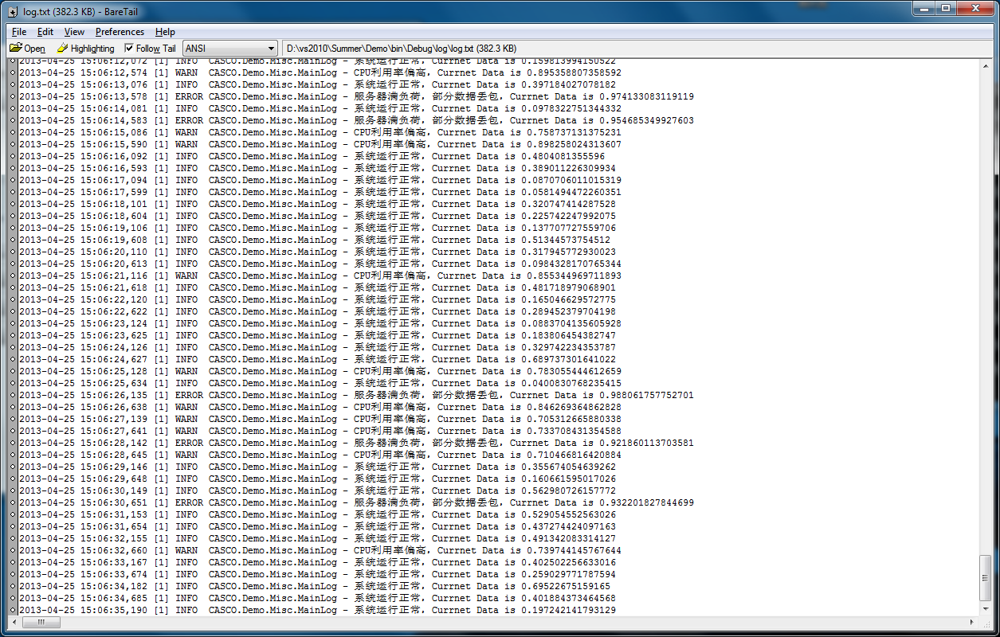 log.txt (382.3 KB) - BareTail
File Edit View Preferences Help
Open Highlighting Follow Tail ANSI D:\vs2010\Summer\Demo\bin\Debug\log\log.txt (382.3 KB)
2013-04-25 15:06:12,072 [1] INFO CASCO.Demo.Misc.MainLog - 系统运行正常，Currnet Data is 0.159813994150522
2013-04-25 15:06:12,574 [1] WARN CASCO.Demo.Misc.MainLog - CPU利用率偏高，Currnet Data is 0.895358807358592
2013-04-25 15:06:13,076 [1] INFO CASCO.Demo.Misc.MainLog - 系统运行正常，Currnet Data is 0.397184027078182
2013-04-25 15:06:13,578 [1] ERROR CASCO.Demo.Misc.MainLog - 服务器满负荷，部分数据丢包，Currnet Data is 0.974133083119119
2013-04-25 15:06:14,081 [1] INFO CASCO.Demo.Misc.MainLog - 系统运行正常，Currnet Data is 0.0978322751344332
2013-04-25 15:06:14,583 [1] ERROR CASCO.Demo.Misc.MainLog - 服务器满负荷，部分数据丢包，Currnet Data is 0.954685349927603
2013-04-25 15:06:15,086 [1] WARN CASCO.Demo.Misc.MainLog - CPU利用率偏高，Currnet Data is 0.758737131375231
2013-04-25 15:06:15,590 [1] WARN CASCO.Demo.Misc.MainLog - CPU利用率偏高，Currnet Data is 0.898258024313607
2013-04-25 15:06:16,092 [1] INFO CASCO.Demo.Misc.MainLog - 系统运行正常，Currnet Data is 0.4804081355596
2013-04-25 15:06:16,593 [1] INFO CASCO.Demo.Misc.MainLog - 系统运行正常，Currnet Data is 0.389011226309934
2013-04-25 15:06:17,094 [1] INFO CASCO.Demo.Misc.MainLog - 系统运行正常，Currnet Data is 0.0870706011015319
2013-04-25 15:06:17,599 [1] INFO CASCO.Demo.Misc.MainLog - 系统运行正常，Currnet Data is 0.0581494472260351
2013-04-25 15:06:18,101 [1] INFO CASCO.Demo.Misc.MainLog - 系统运行正常，Currnet Data is 0.320747414287528
2013-04-25 15:06:18,604 [1] INFO CASCO.Demo.Misc.MainLog - 系统运行正常，Currnet Data is 0.225742247992075
2013-04-25 15:06:19,106 [1] INFO CASCO.Demo.Misc.MainLog - 系统运行正常，Currnet Data is 0.137707727559706
2013-04-25 15:06:19,608 [1] INFO CASCO.Demo.Misc.MainLog - 系统运行正常，Currnet Data is 0.51344573754512
2013-04-25 15:06:20,110 [1] INFO CASCO.Demo.Misc.MainLog - 系统运行正常，Currnet Data is 0.317945772930023
2013-04-25 15:06:20,613 [1] INFO CASCO.Demo.Misc.MainLog - 系统运行正常，Currnet Data is 0.0984328170765344
2013-04-25 15:06:21,116 [1] WARN CASCO.Demo.Misc.MainLog - CPU利用率偏高，Currnet Data is 0.855344969711893
2013-04-25 15:06:21,618 [1] INFO CASCO.Demo.Misc.MainLog - 系统运行正常，Currnet Data is 0.481718979068901
2013-04-25 15:06:22,120 [1] INFO CASCO.Demo.Misc.MainLog - 系统运行正常，Currnet Data is 0.165046629572775
2013-04-25 15:06:22,622 [1] INFO CASCO.Demo.Misc.MainLog - 系统运行正常，Currnet Data is 0.289452379704198
2013-04-25 15:06:23,124 [1] INFO CASCO.Demo.Misc.MainLog - 系统运行正常，Currnet Data is 0.0883704135605928
2013-04-25 15:06:23,625 [1] INFO CASCO.Demo.Misc.MainLog - 系统运行正常，Currnet Data is 0.183806454382747
2013-04-25 15:06:24,126 [1] INFO CASCO.Demo.Misc.MainLog - 系统运行正常，Currnet Data is 0.329742234353787
2013-04-25 15:06:24,627 [1] INFO CASCO.Demo.Misc.MainLog - 系统运行正常，Currnet Data is 0.689737301641022
2013-04-25 15:06:25,128 [1] WARN CASCO.Demo.Misc.MainLog - CPU利用率偏高，Currnet Data is 0.783055444612659
2013-04-25 15:06:25,634 [1] INFO CASCO.Demo.Misc.MainLog - 系统运行正常，Currnet Data is 0.0400830768235415
2013-04-25 15:06:26,135 [1] ERROR CASCO.Demo.Misc.MainLog - 服务器满负荷，部分数据丢包，Currnet Data is 0.988061757752701
2013-04-25 15:06:26,638 [1] WARN CASCO.Demo.Misc.MainLog - CPU利用率偏高，Currnet Data is 0.846269364862828
2013-04-25 15:06:27,139 [1] WARN CASCO.Demo.Misc.MainLog - CPU利用率偏高，Currnet Data is 0.705312665880338
2013-04-25 15:06:27,641 [1] WARN CASCO.Demo.Misc.MainLog - CPU利用率偏高，Currnet Data is 0.733708431354588
2013-04-25 15:06:28,142 [1] ERROR CASCO.Demo.Misc.MainLog - 服务器满负荷，部分数据丢包，Currnet Data is 0.921860113703581
2013-04-25 15:06:28,645 [1] WARN CASCO.Demo.Misc.MainLog - CPU利用率偏高，Currnet Data is 0.710466816420884
2013-04-25 15:06:29,146 [1] INFO CASCO.Demo.Misc.MainLog - 系统运行正常，Currnet Data is 0.355674054639262
2013-04-25 15:06:29,648 [1] INFO CASCO.Demo.Misc.MainLog - 系统运行正常，Currnet Data is 0.160661595017026
2013-04-25 15:06:30,149 [1] INFO CASCO.Demo.Misc.MainLog - 系统运行正常，Currnet Data is 0.562980726157772
2013-04-25 15:06:30,651 [1] ERROR CASCO.Demo.Misc.MainLog - 服务器满负荷，部分数据丢包，Currnet Data is 0.932201827844699
2013-04-25 15:06:31,153 [1] INFO CASCO.Demo.Misc.MainLog - 系统运行正常，Currnet Data is 0.529054552563026
2013-04-25 15:06:31,654 [1] INFO CASCO.Demo.Misc.MainLog - 系统运行正常，Currnet Data is 0.437274424097163
2013-04-25 15:06:32,155 [1] INFO CASCO.Demo.Misc.MainLog - 系统运行正常，Currnet Data is 0.491342083314127
2013-04-25 15:06:32,660 [1] WARN CASCO.Demo.Misc.MainLog - CPU利用率偏高，Currnet Data is 0.739744145767644
2013-04-25 15:06:33,167 [1] INFO CASCO.Demo.Misc.MainLog - 系统运行正常，Currnet Data is 0.402502256633016
2013-04-25 15:06:33,674 [1] INFO CASCO.Demo.Misc.MainLog - 系统运行正常，Currnet Data is 0.259029771787594
2013-04-25 15:06:34,182 [1] INFO CASCO.Demo.Misc.MainLog - 系统运行正常，Currnet Data is 0.69522675159165
2013-04-25 15:06:34,685 [1] INFO CASCO.Demo.Misc.MainLog - 系统运行正常，Currnet Data is 0.401884373464568
2013-04-25 15:06:35,190 [1] INFO CASCO.Demo.Misc.MainLog - 系统运行正常，Currnet Data is 0.197242141793129